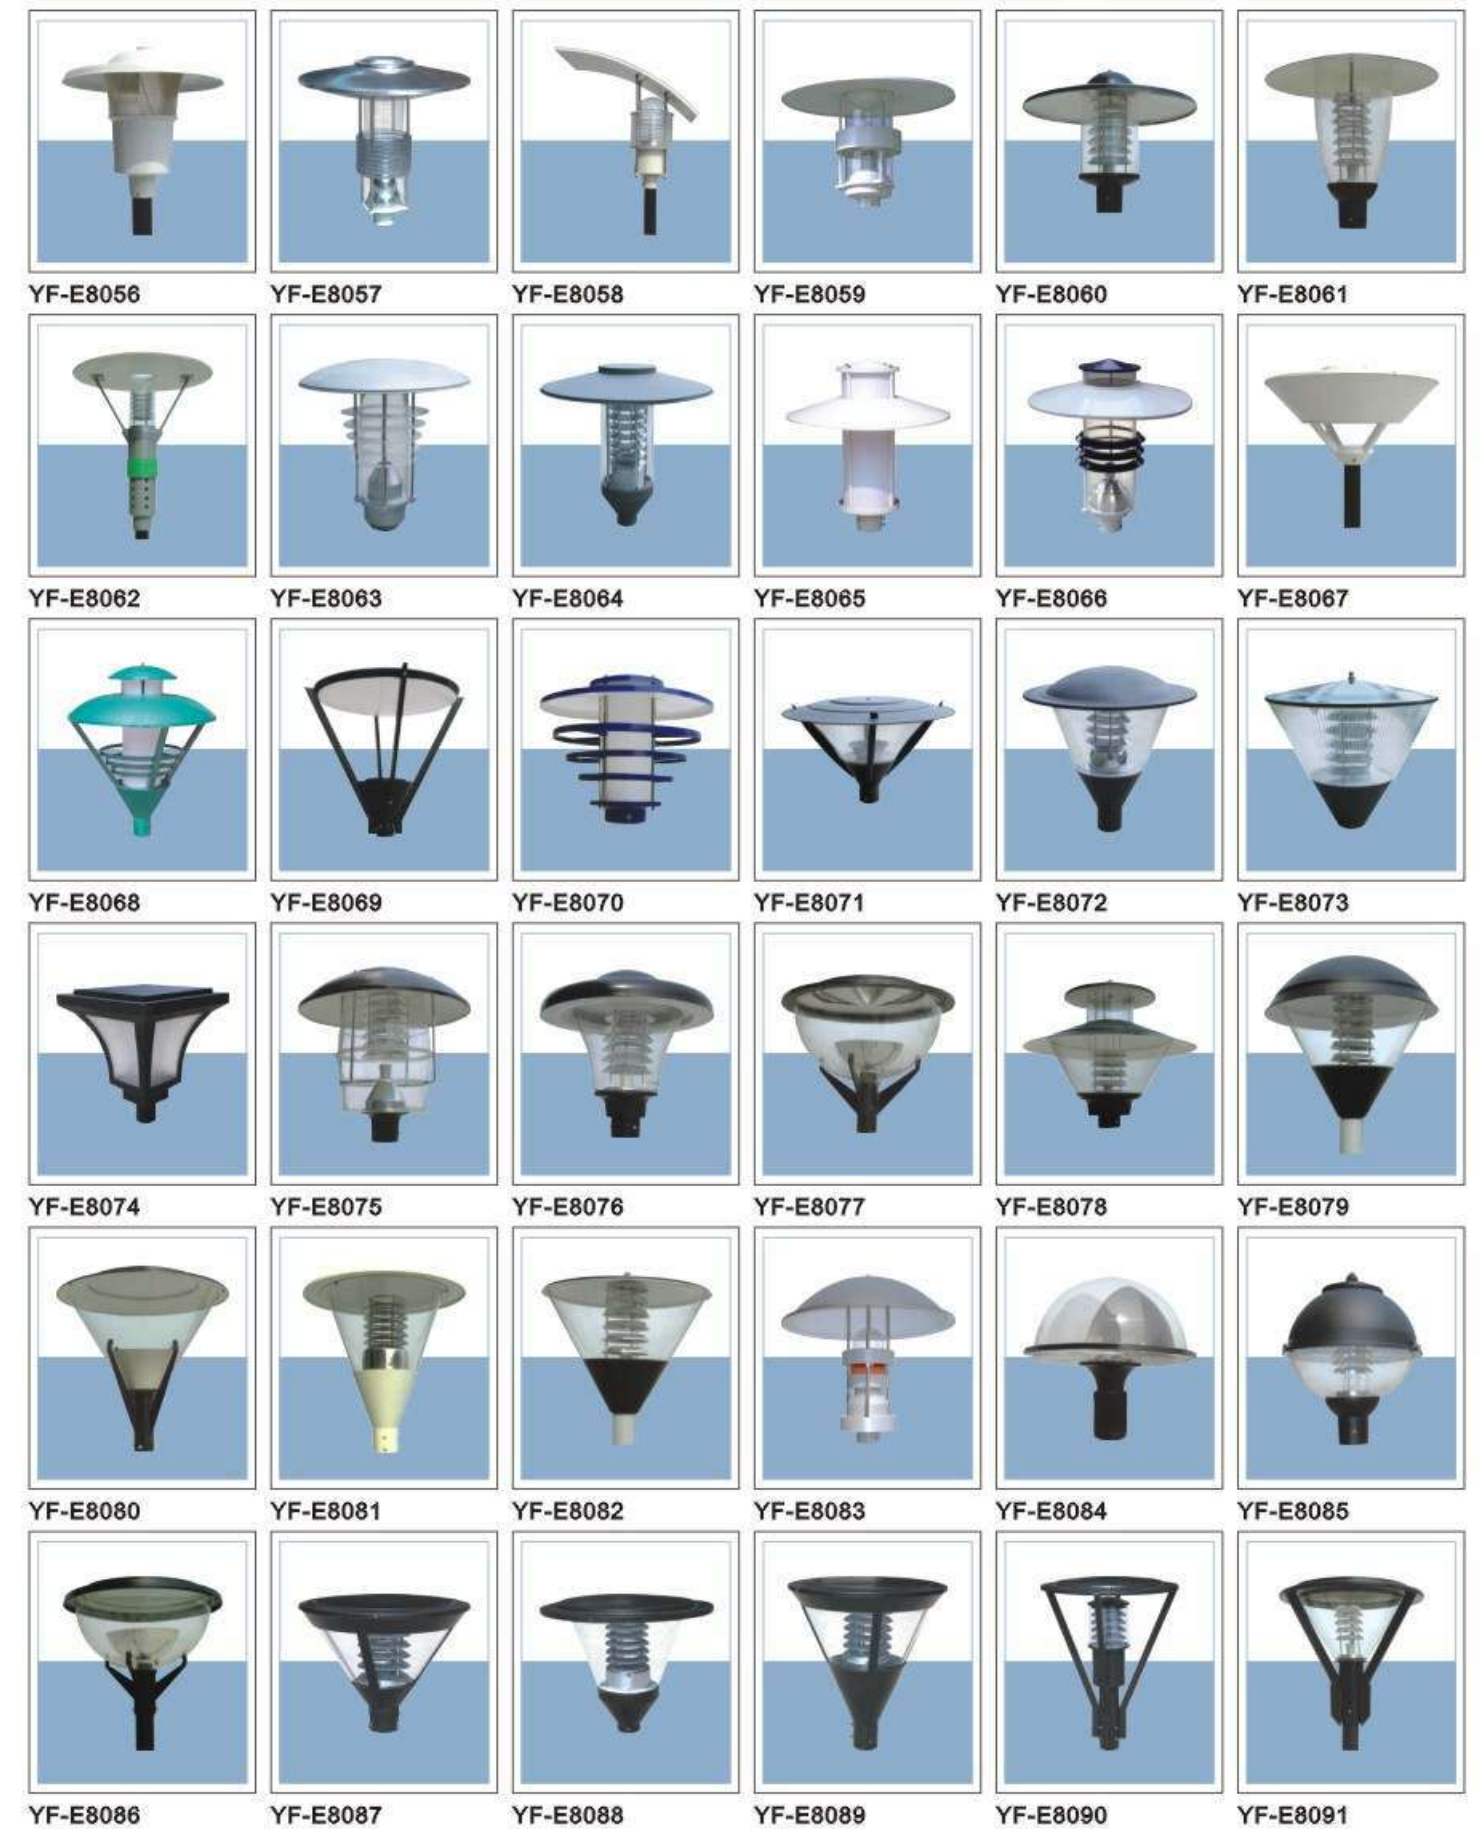 YF-E8056 YF-E8057 YF-E8058 YF-E8059 YF-E8060 YF-E8061
YF-E8062 YF-E8063 YF-E8064 YF-E8065 YF-E8066 YF-E8067
YF-E8068 YF-E8069 YF-E8070 YF-E8071 YF-E8072 YF-E8073
YF-E8074 YF-E8075 YF-E8076 YF-E8077 YF-E8078 YF-E8079
YF-E8080 YF-E8081 YF-E8082 YF-E8083 YF-E8084 YF-E8085
YF-E8086 YF-E8087 YF-E8088 YF-E8089 YF-E8090 YF-E8091